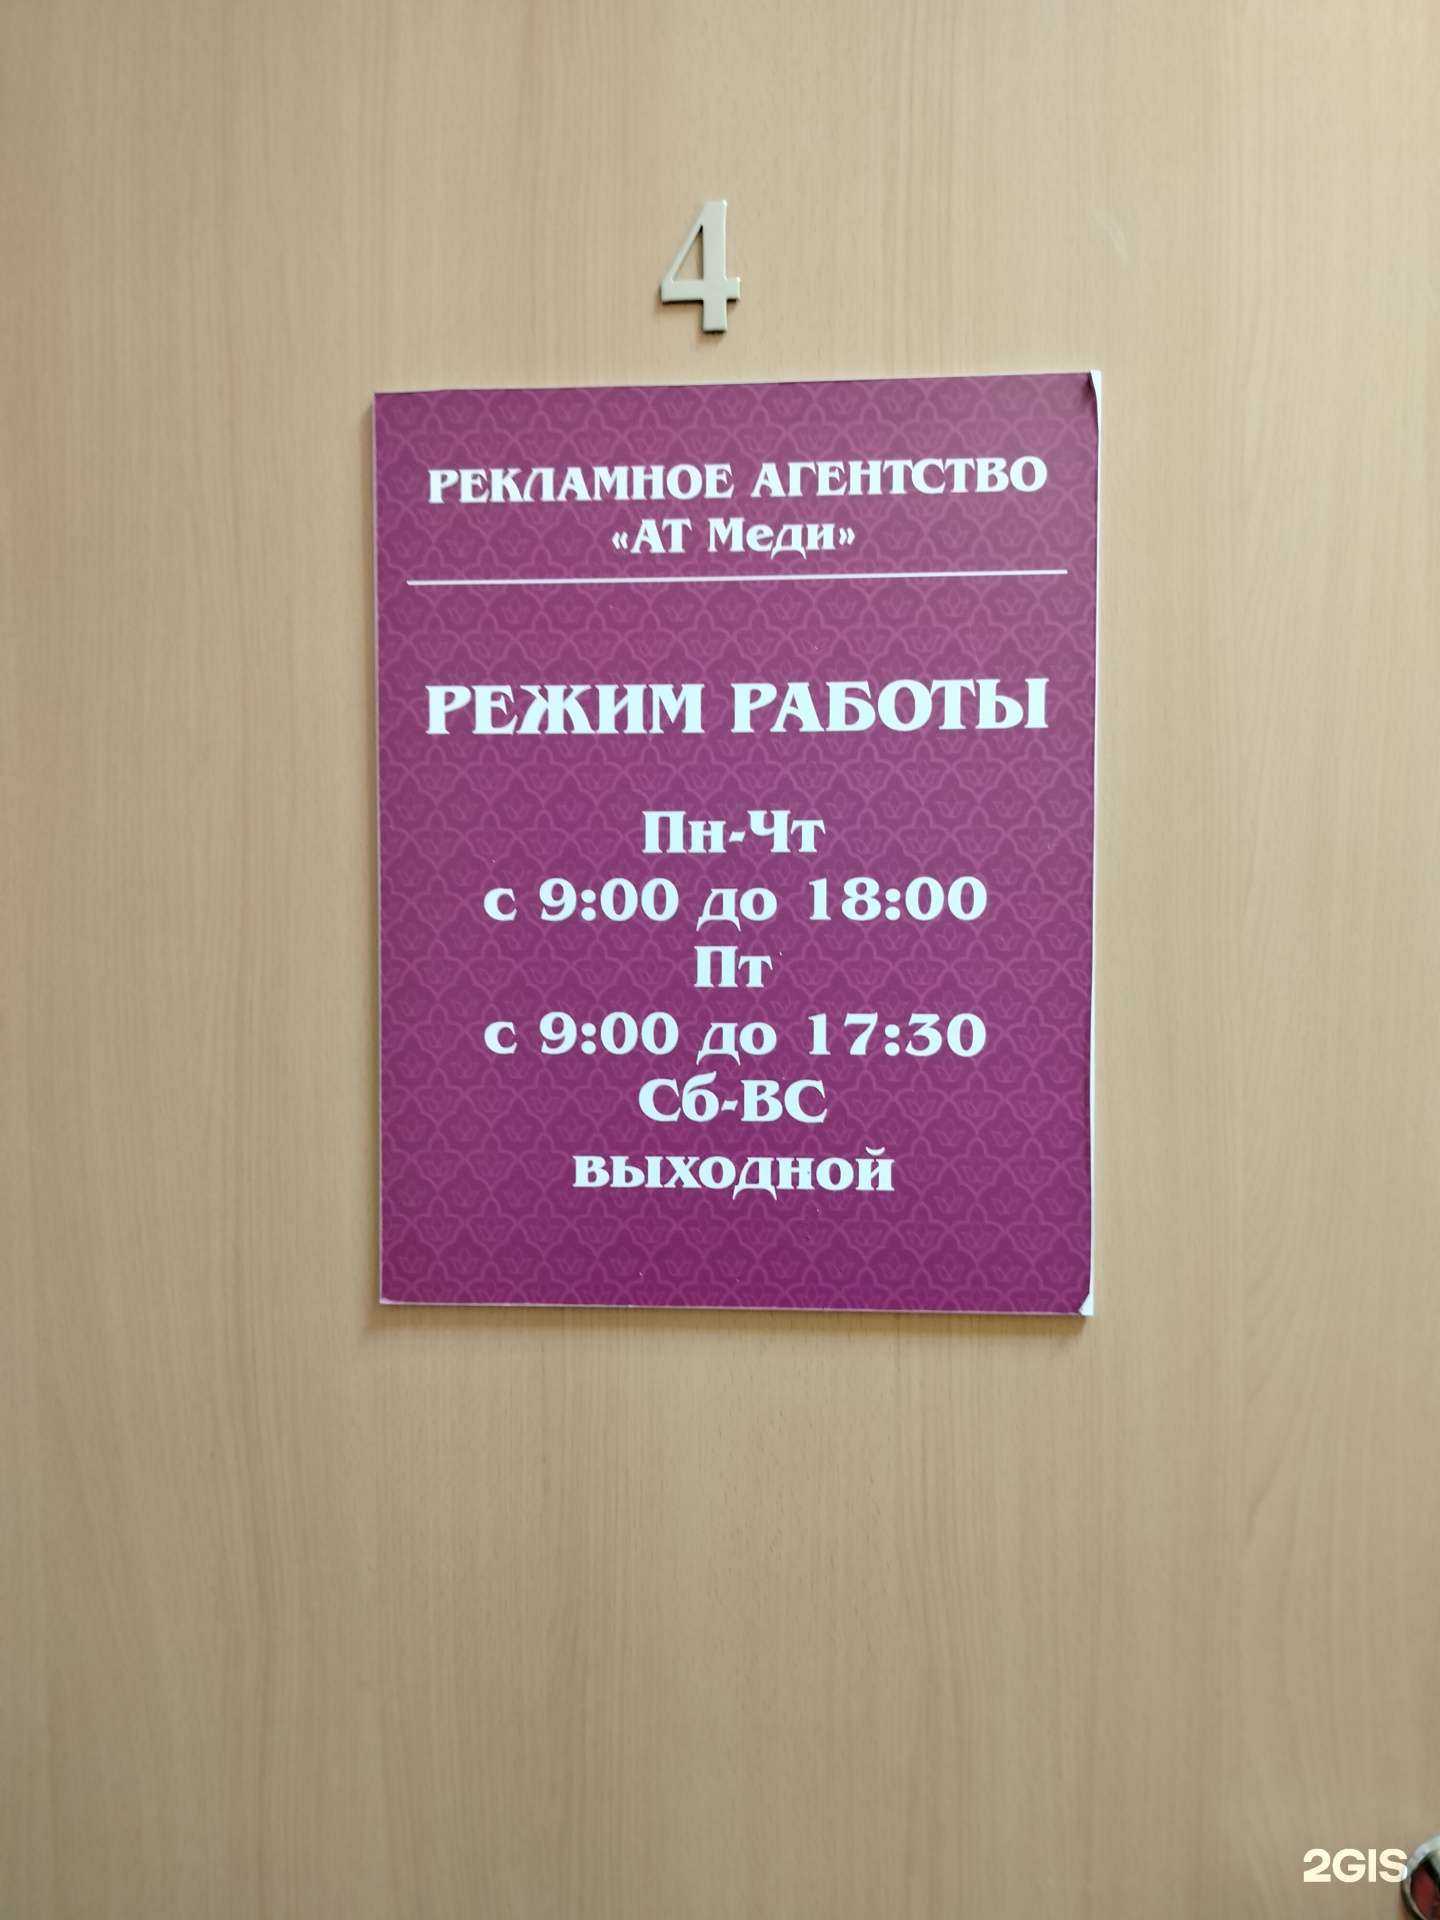 4
РЕКЛАМНОЕ АГЕНТСТВО
«АТ Меди»
РЕЖИМ РАБОТЫ
Пн-Чт
с 9:00 до 18:00
Пт
с 9:00 до 17:30
Сб-ВС
выходной
2GIS